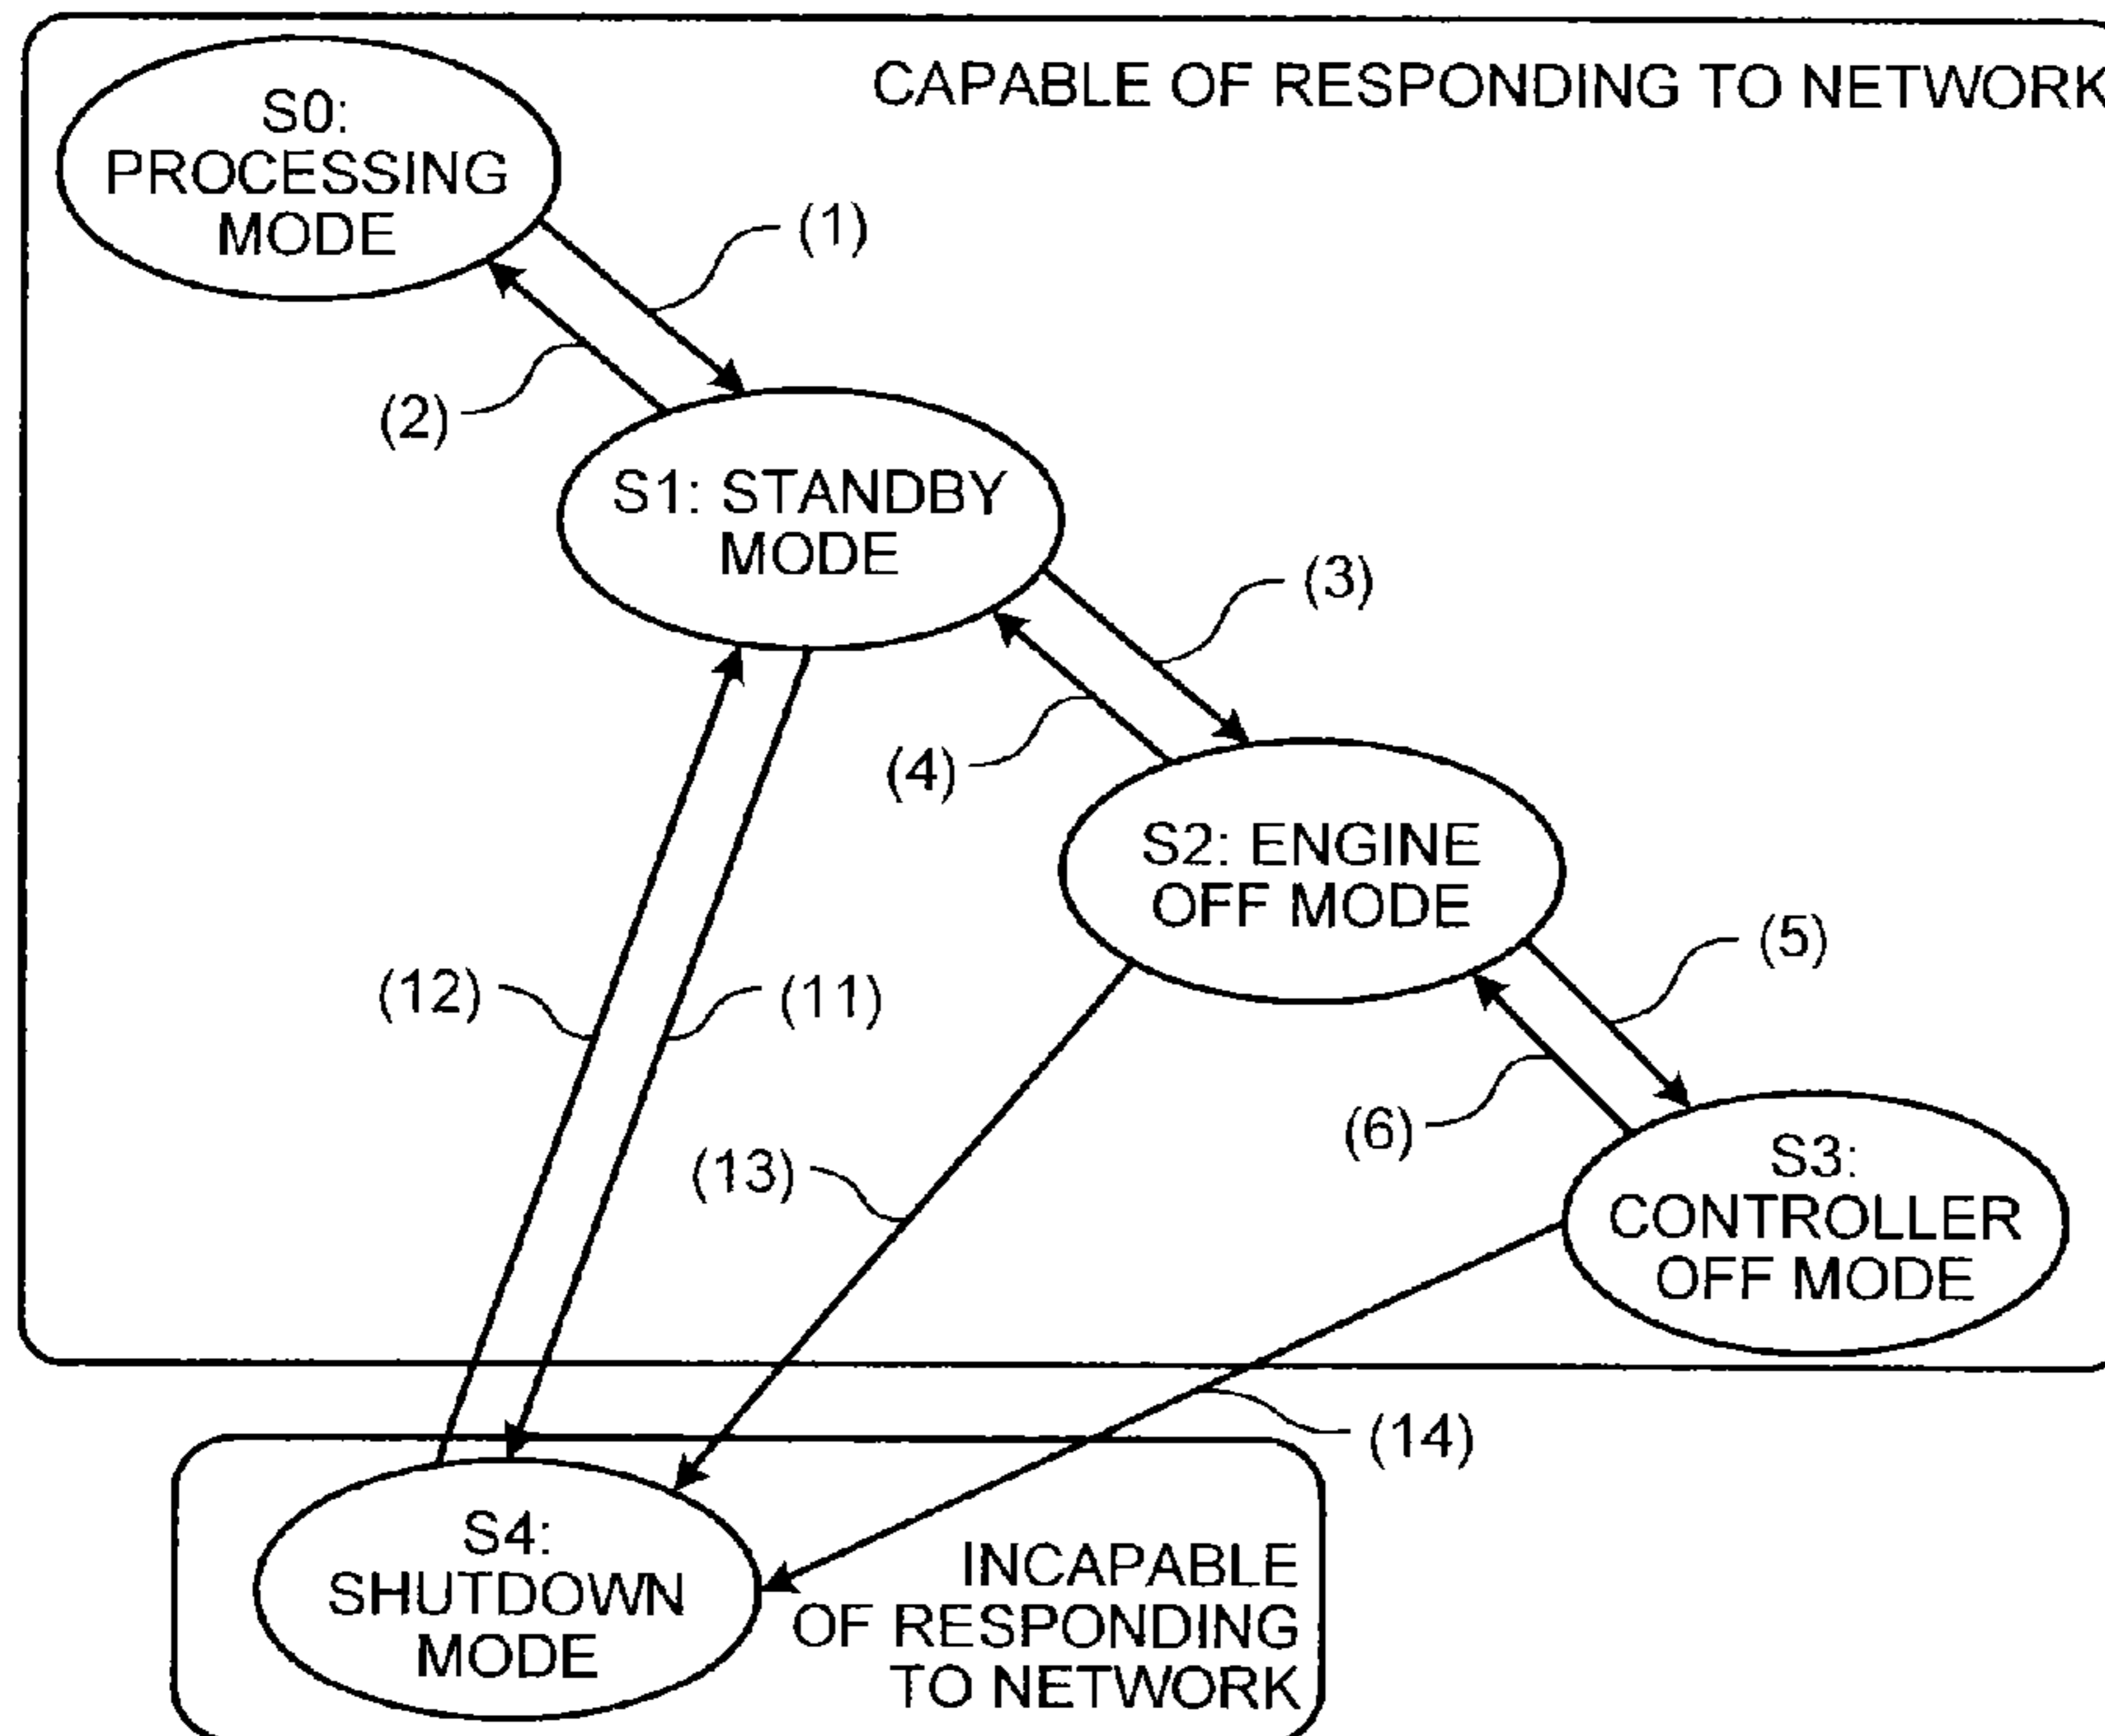 CAPABLE OF RESPONDING TO NETWORK
S0:
PROCESSING
MODE
(1)
(2)
S1: STANDBY
MODE
(3)
(4)
S2: ENGINE
OFF MODE
(5)
(12)
(11)
(6)
(13)
S3:
CONTROLLER
OFF MODE
(14)
S4:
SHUTDOWN
MODE
INCAPABLE
OF RESPONDING
TO NETWORK